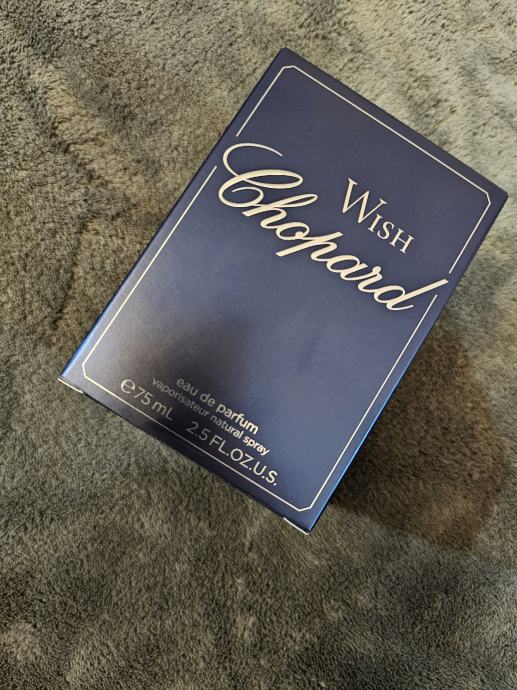 Wish
Chopard
eau de parfum
vaporisateur natural spray
℮75 mL 2.5 FL.OZ.U.S.